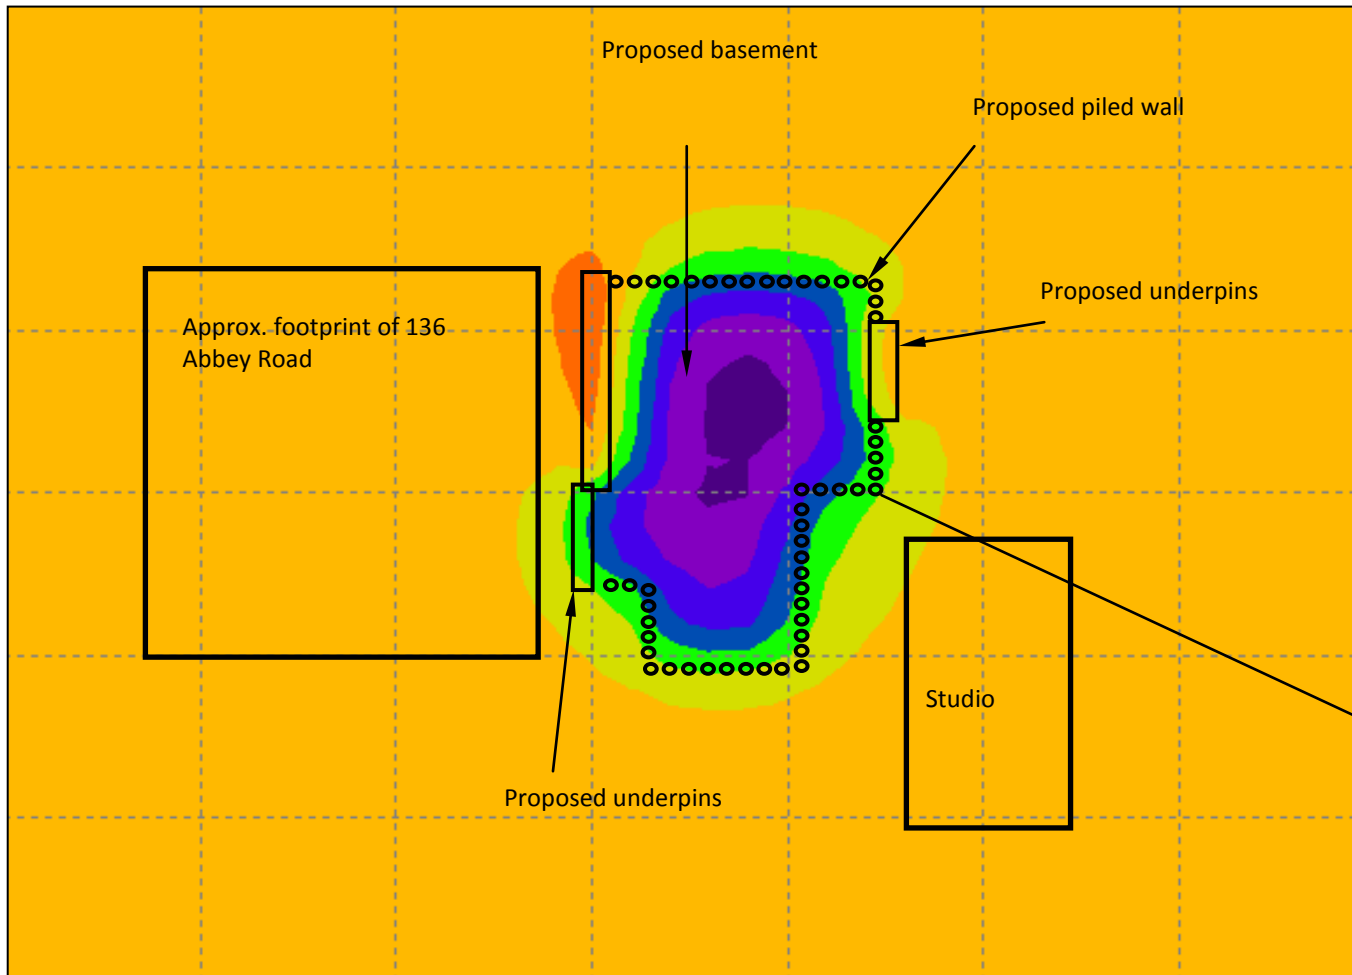 Proposed basement
Proposed piled wall
Proposed underpins
Approx. footprint of 136
Abbey Road
Studio
Proposed underpins